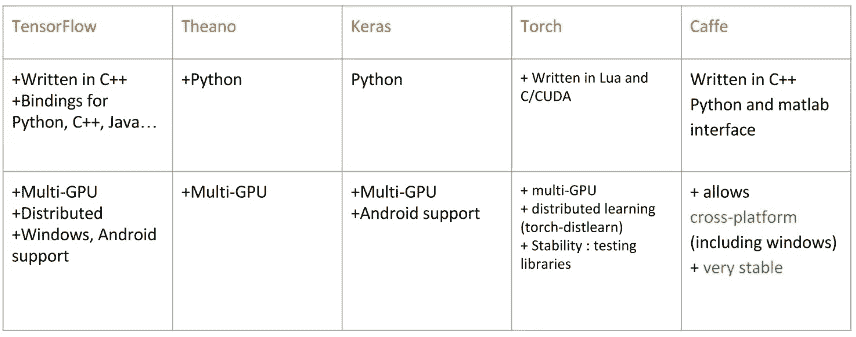 TensorFlow
Theano
Keras
Torch
Caffe
+Written in C++
+Bindings for
Python, C++, Java…
+Python
Python
+ Written in Lua and
C/CUDA
Written in C++
Python and matlab
interface
+Multi-GPU
+Distributed
+Windows, Android
support
+Multi-GPU
+Multi-GPU
+Android support
+ multi-GPU
+ distributed learning
(torch-distlearn)
+ Stability : testing
libraries
+ allows
cross-platform
(including windows)
+ very stable